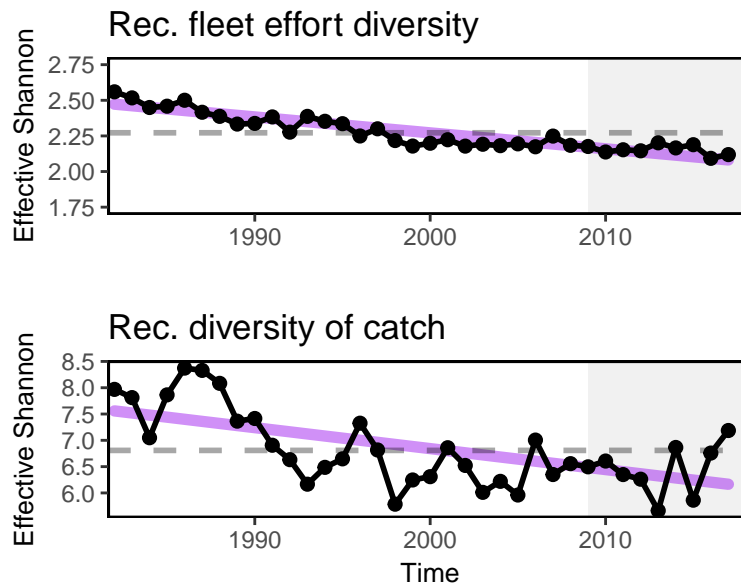 Rec. fleet effort diversity
Effective Shannon
2.75
2.50
2.25
2.00
1.75
1990 2000 2010
Rec. diversity of catch
Effective Shannon
8.5
8.0
7.5
7.0
6.5
6.0
1990 2000 2010
Time